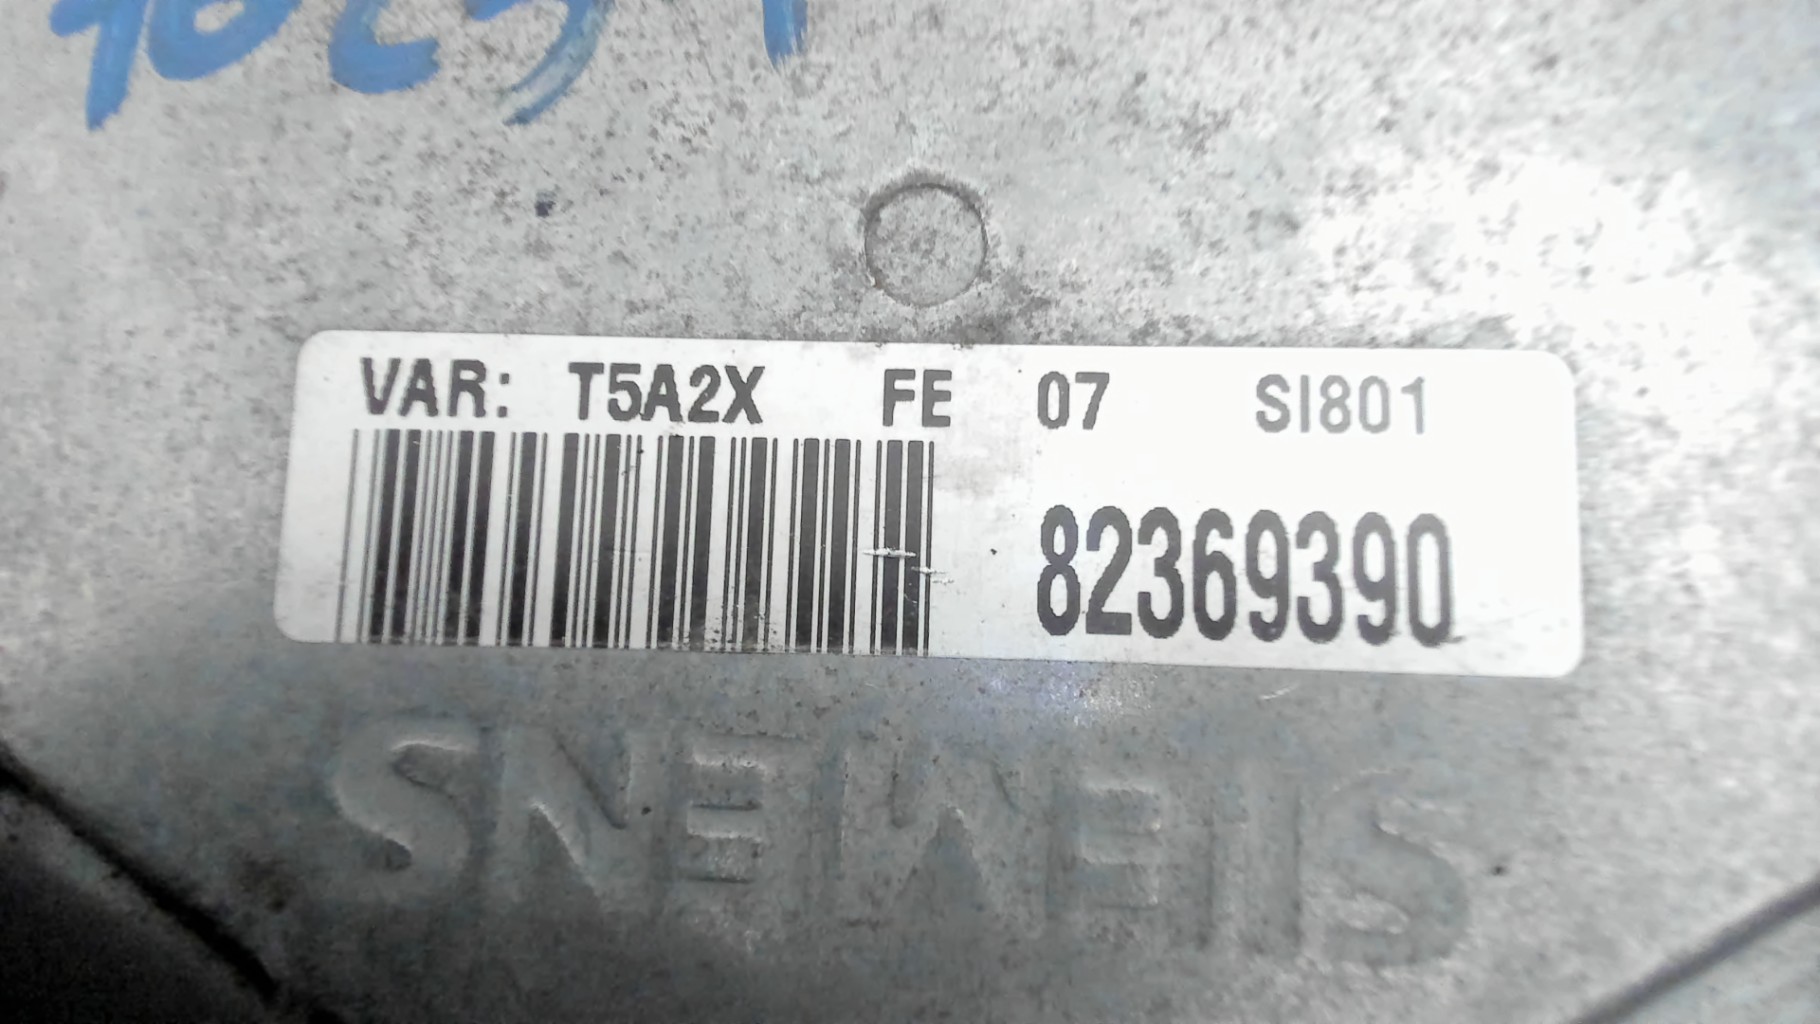 VAR: T5A2X FE 07 SI801
82369390
SIEMENS